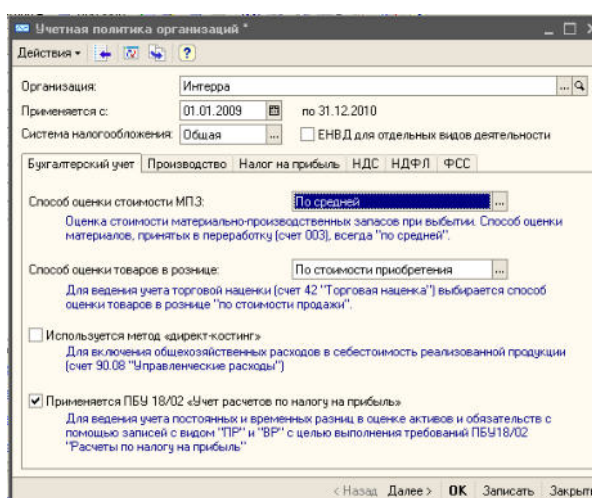 Учетная политика организаций *
Действия
Организация: Интерра ...
Применяется с: 01.01.2009 по 31.12.2010
Система налогообложения: Общая ... ЕНВД для отдельных видов деятельности
Бухгалтерский учет Производство Налог на прибыль НДС НДФЛ ФСС
Способ оценки стоимости МПЗ: По средней ...
Оценка стоимости материально-производственных запасов при выбытии. Способ оценки
материалов, принятых в переработку (счет 003), всегда "по средней".
Способ оценки товаров в рознице: По стоимости приобретения ...
Для ведения учета торговой наценки (счет 42 "Торговая наценка") выбирается способ
оценки товаров в рознице "по стоимости продажи".
Используется метод «директ-костинг»
Для включения общехозяйственных расходов в себестоимость реализованной продукции
(счет 90.08 "Управленческие расходы")
Применяется ПБУ 18/02 «Учет расчетов по налогу на прибыль»
Для ведения учета постоянных и временных разниц в оценке активов и обязательств с
помощью записей с видом "ПР" и "ВР" с целью выполнения требований ПБУ18/02
"Расчеты по налогу на прибыль"
< Назад Далее > OK Записать Закрыт